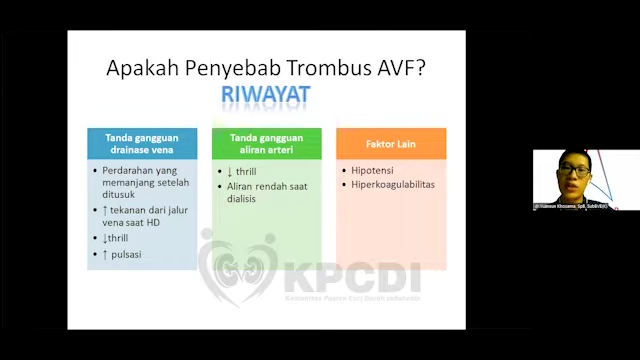 Apakah Penyebab Trombus AVF?
RIWAYAT
Tanda gangguan
drainase vena
• Perdarahan yang
memanjang setelah
ditusuk
• ↑ tekanan dari jalur
vena saat HD
• ↓thrill
• ↑ pulsasi
Tanda gangguan
aliran arteri
• ↓ thrill
• Aliran rendah saat
dialisis
Faktor Lain
• Hipotensi
• Hiperkoagulabilitas
KPCDI
Komunitas Pasien Cuci Darah Indonesia